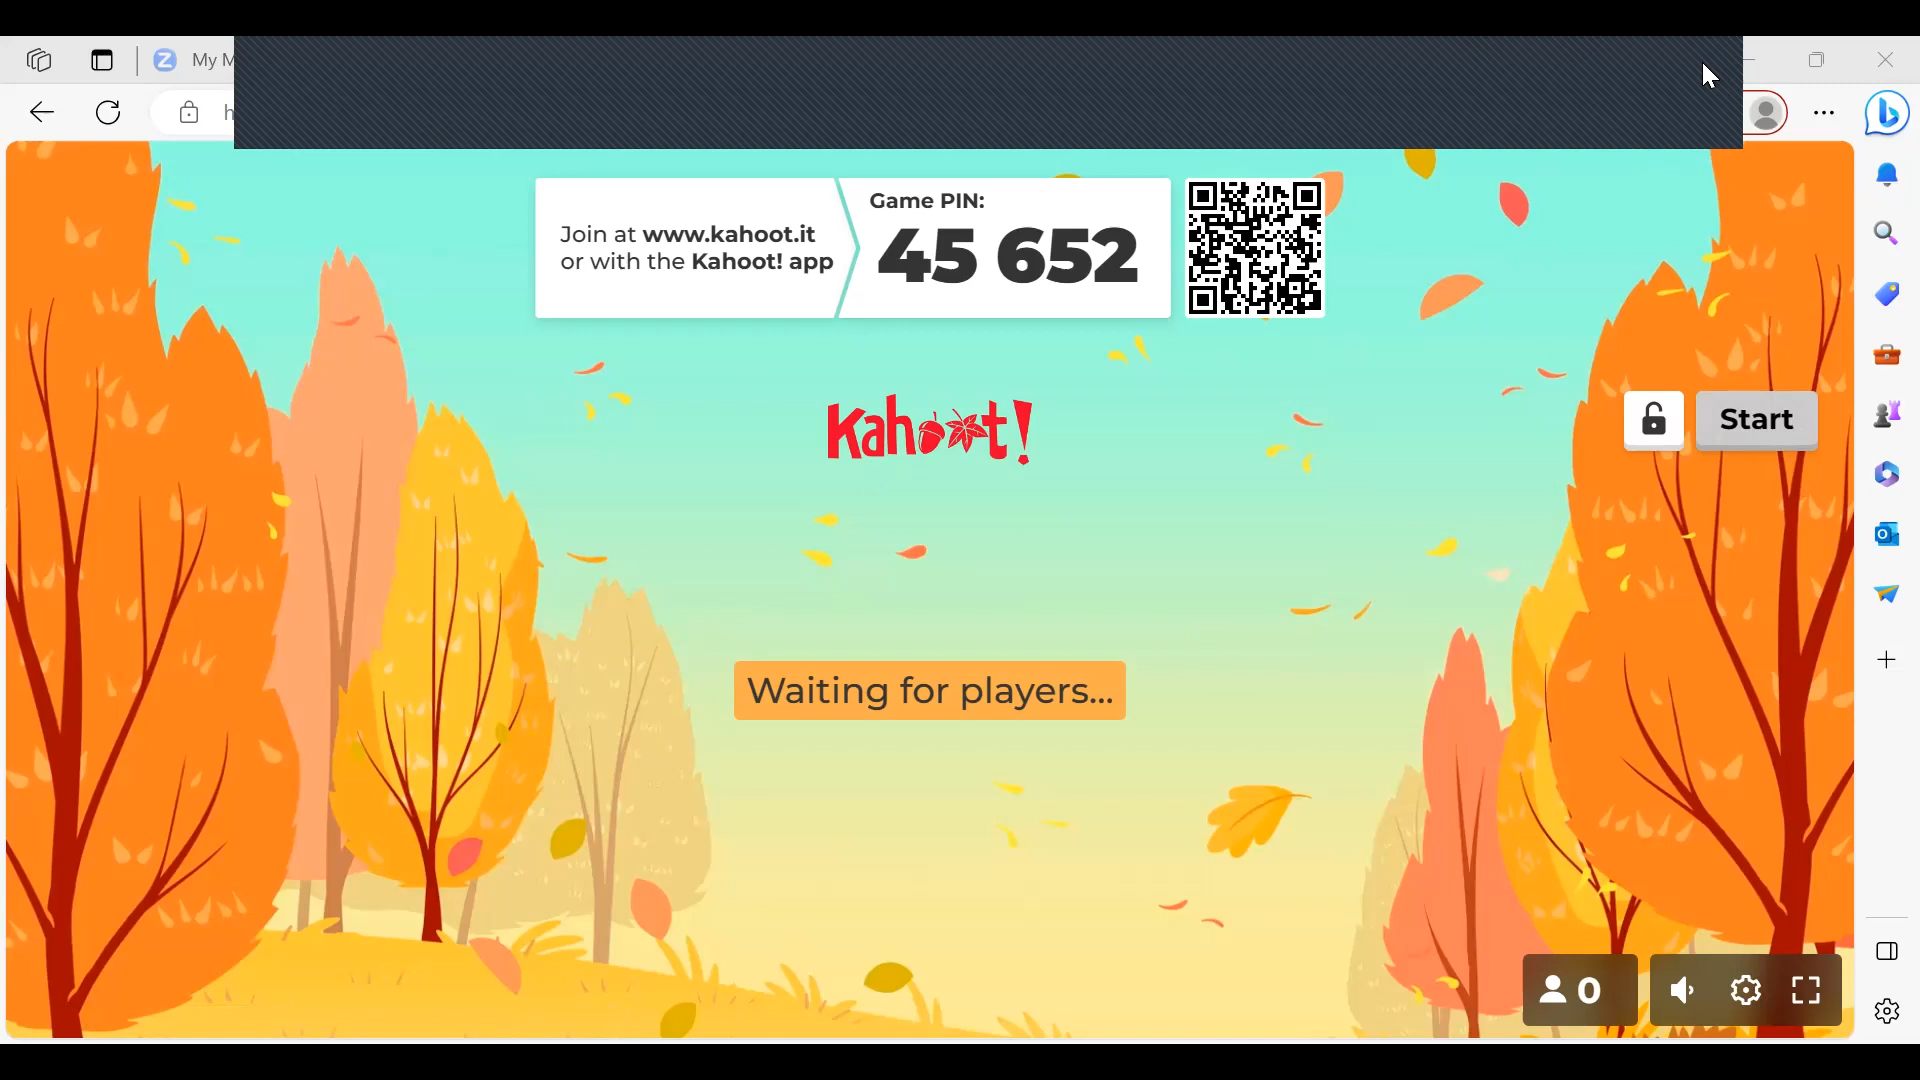 My M
h
Game PIN:
Join at www.kahoot.it
or with the Kahoot! app
45 652
Kahoot!
Start
Waiting for players...
0